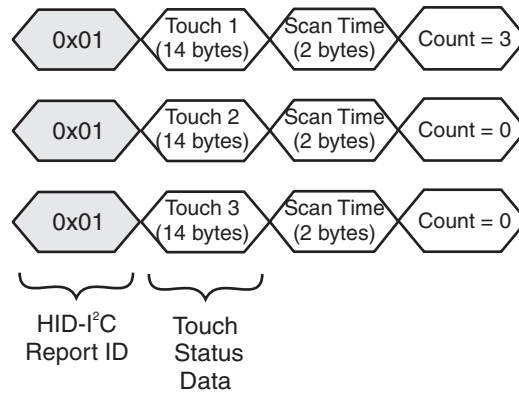 0x01
Touch 1
(14 bytes)
Scan Time
(2 bytes)
Count = 3
0x01
Touch 2
(14 bytes)
Scan Time
(2 bytes)
Count = 0
0x01
Touch 3
(14 bytes)
Scan Time
(2 bytes)
Count = 0
HID-I²C
Report ID
Touch
Status
Data